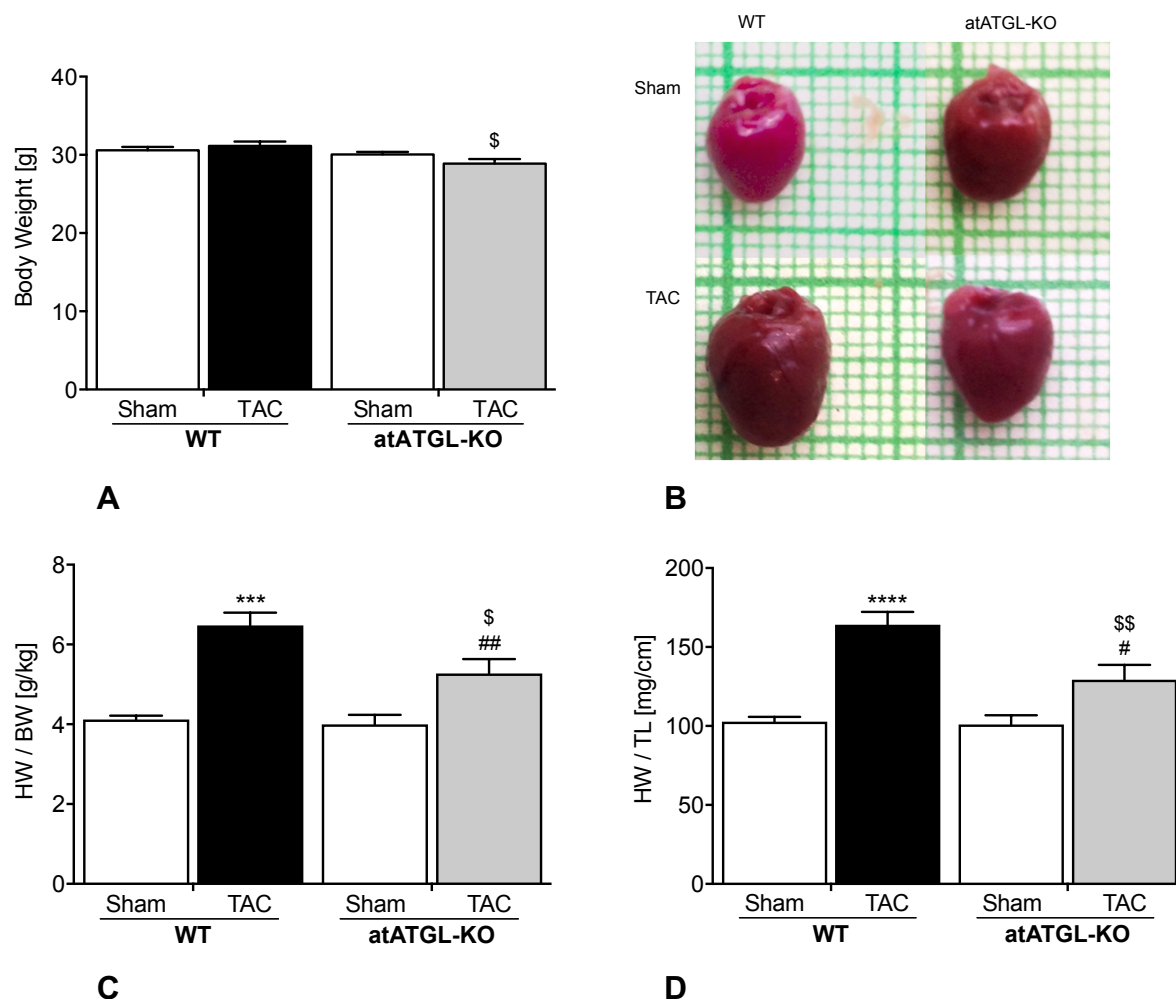 40
30
20
10
0
Body Weight [g]
$
Sham TAC Sham TAC
WT atATGL-KO
A
WT atATGL-KO
Sham
TAC
B
8
6
4
2
0
HW / BW [g/kg]
***
$
##
Sham TAC Sham TAC
WT atATGL-KO
C
200
150
100
50
0
HW / TL [mg/cm]
****
$$
#
Sham TAC Sham TAC
WT atATGL-KO
D